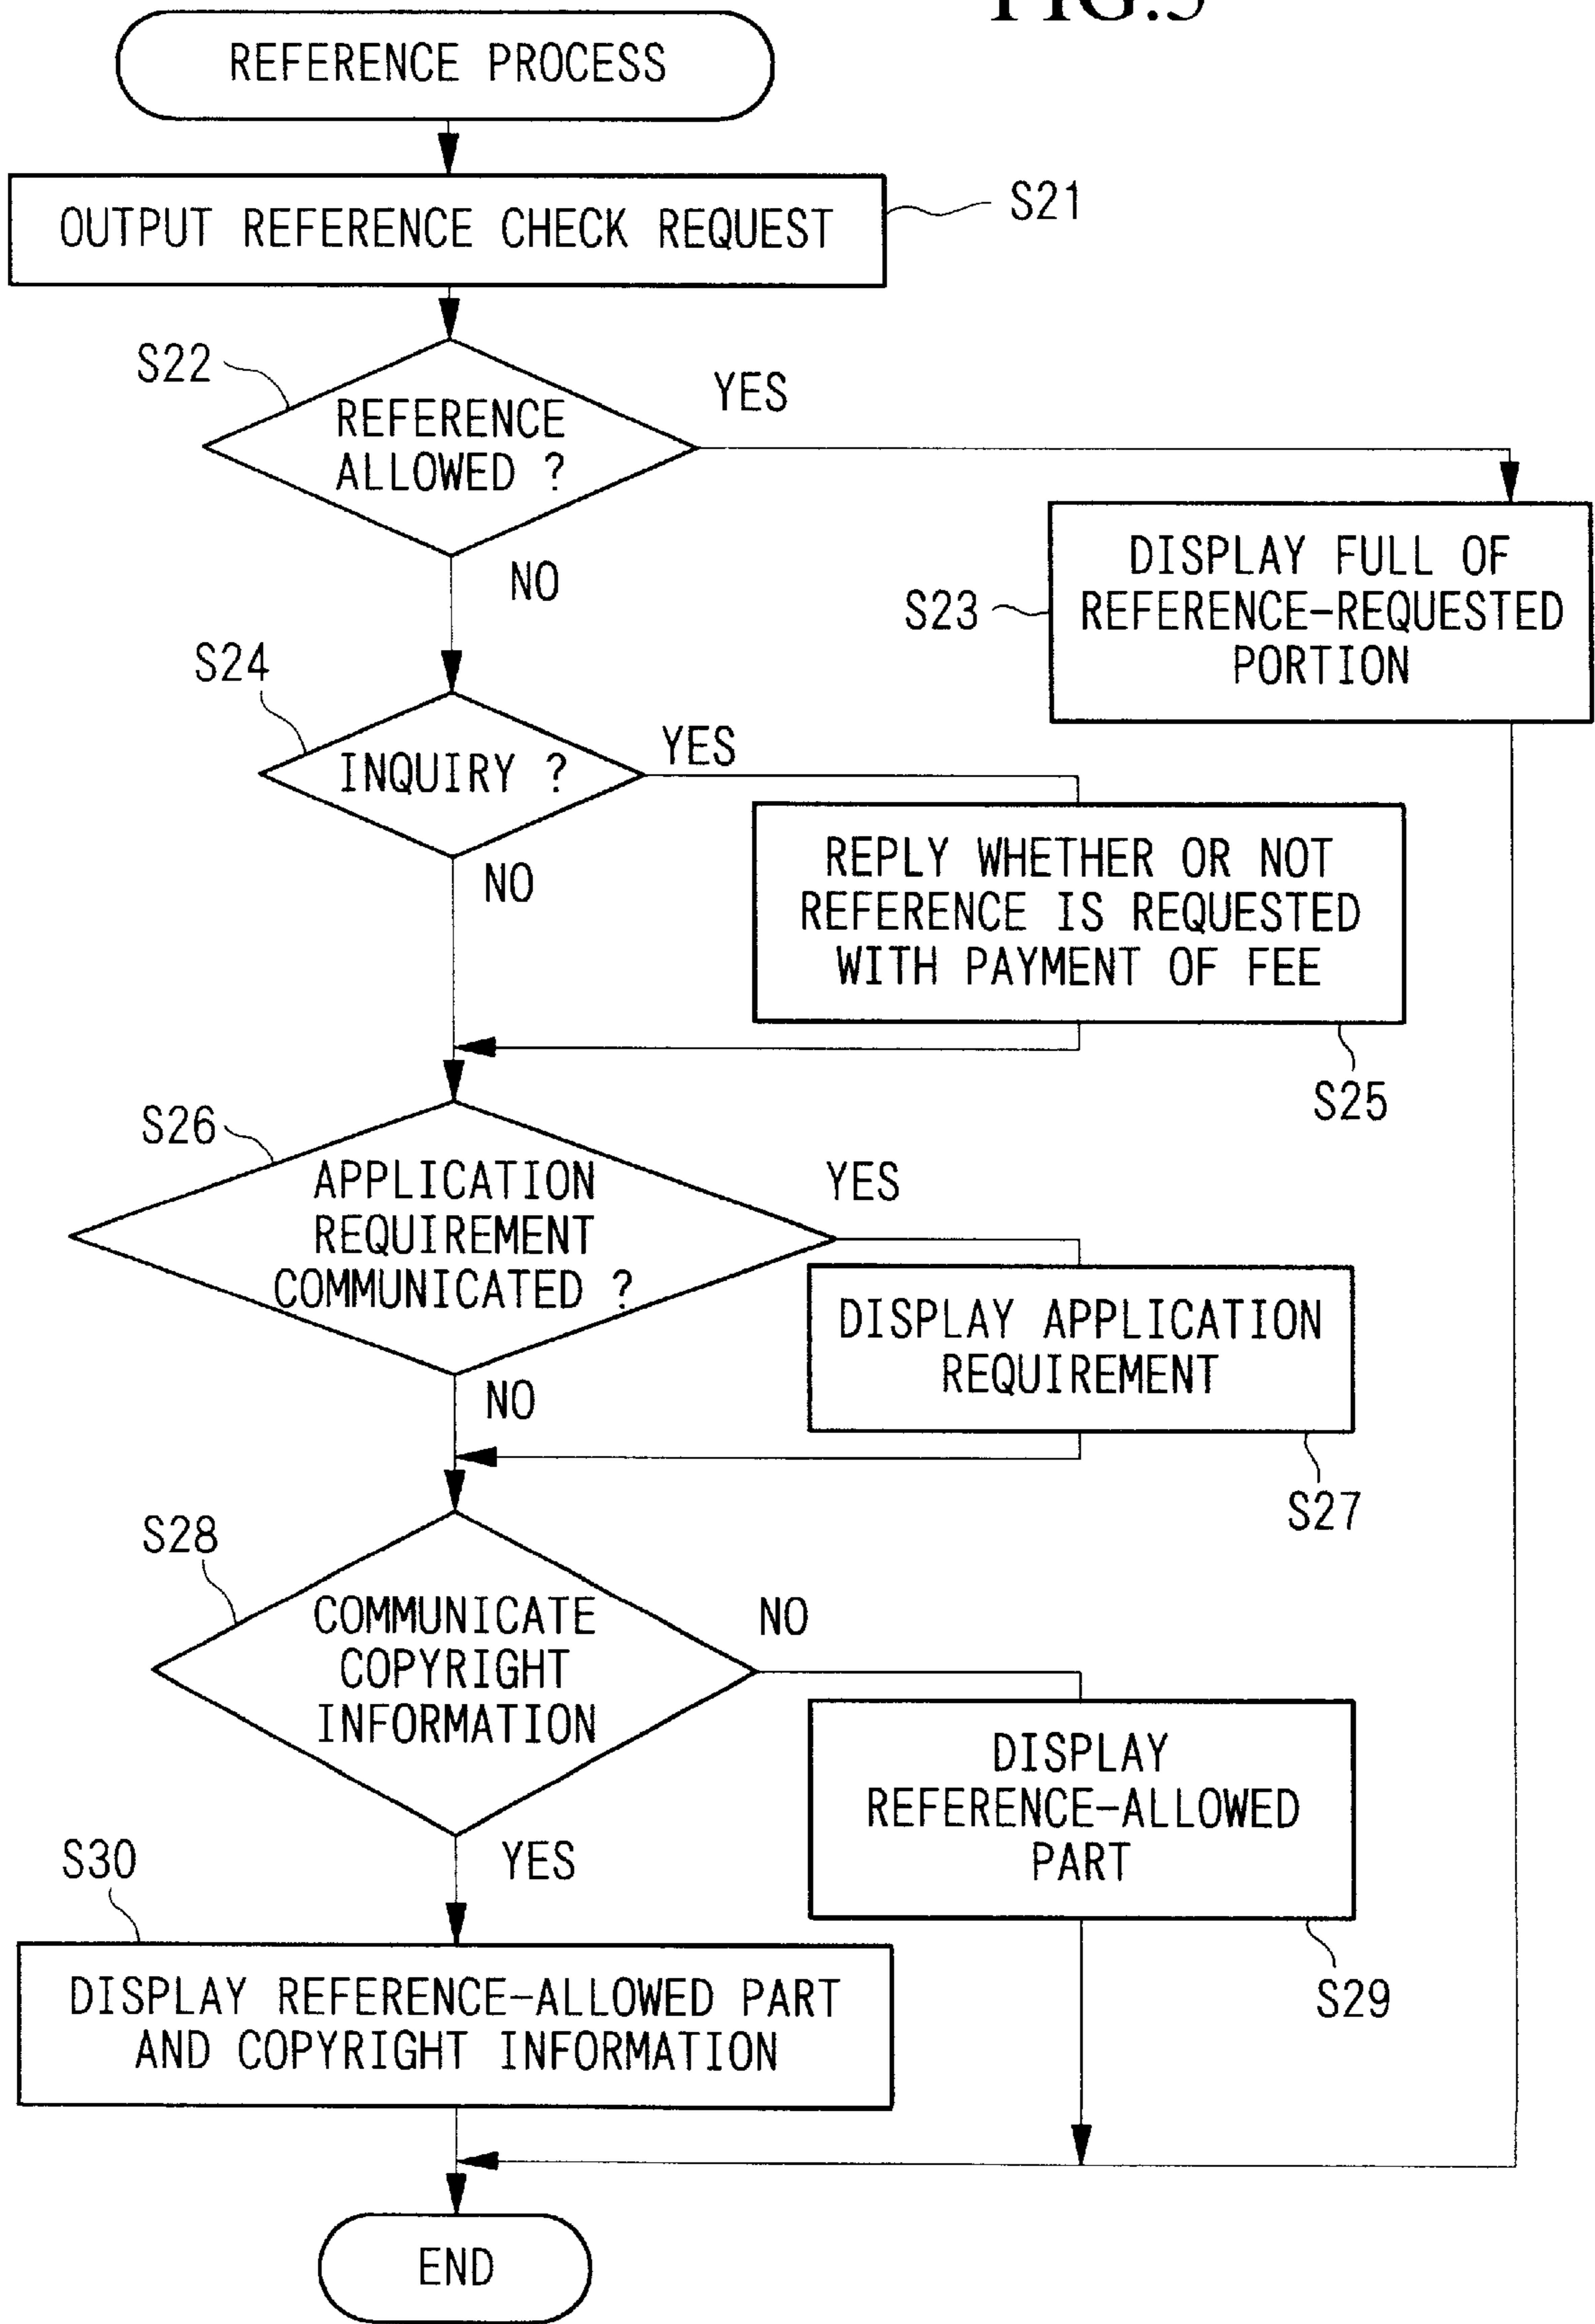 FIG.5
REFERENCE PROCESS
OUTPUT REFERENCE CHECK REQUEST
S21
S22
REFERENCE
ALLOWED ?
YES
NO
S23
DISPLAY FULL OF
REFERENCE-REQUESTED
PORTION
S24
INQUIRY ?
YES
NO
REPLY WHETHER OR NOT
REFERENCE IS REQUESTED
WITH PAYMENT OF FEE
S25
S26
APPLICATION
REQUIREMENT
COMMUNICATED ?
YES
NO
DISPLAY APPLICATION
REQUIREMENT
S27
S28
COMMUNICATE
COPYRIGHT
INFORMATION
NO
YES
DISPLAY
REFERENCE-ALLOWED
PART
S29
S30
DISPLAY REFERENCE-ALLOWED PART
AND COPYRIGHT INFORMATION
END